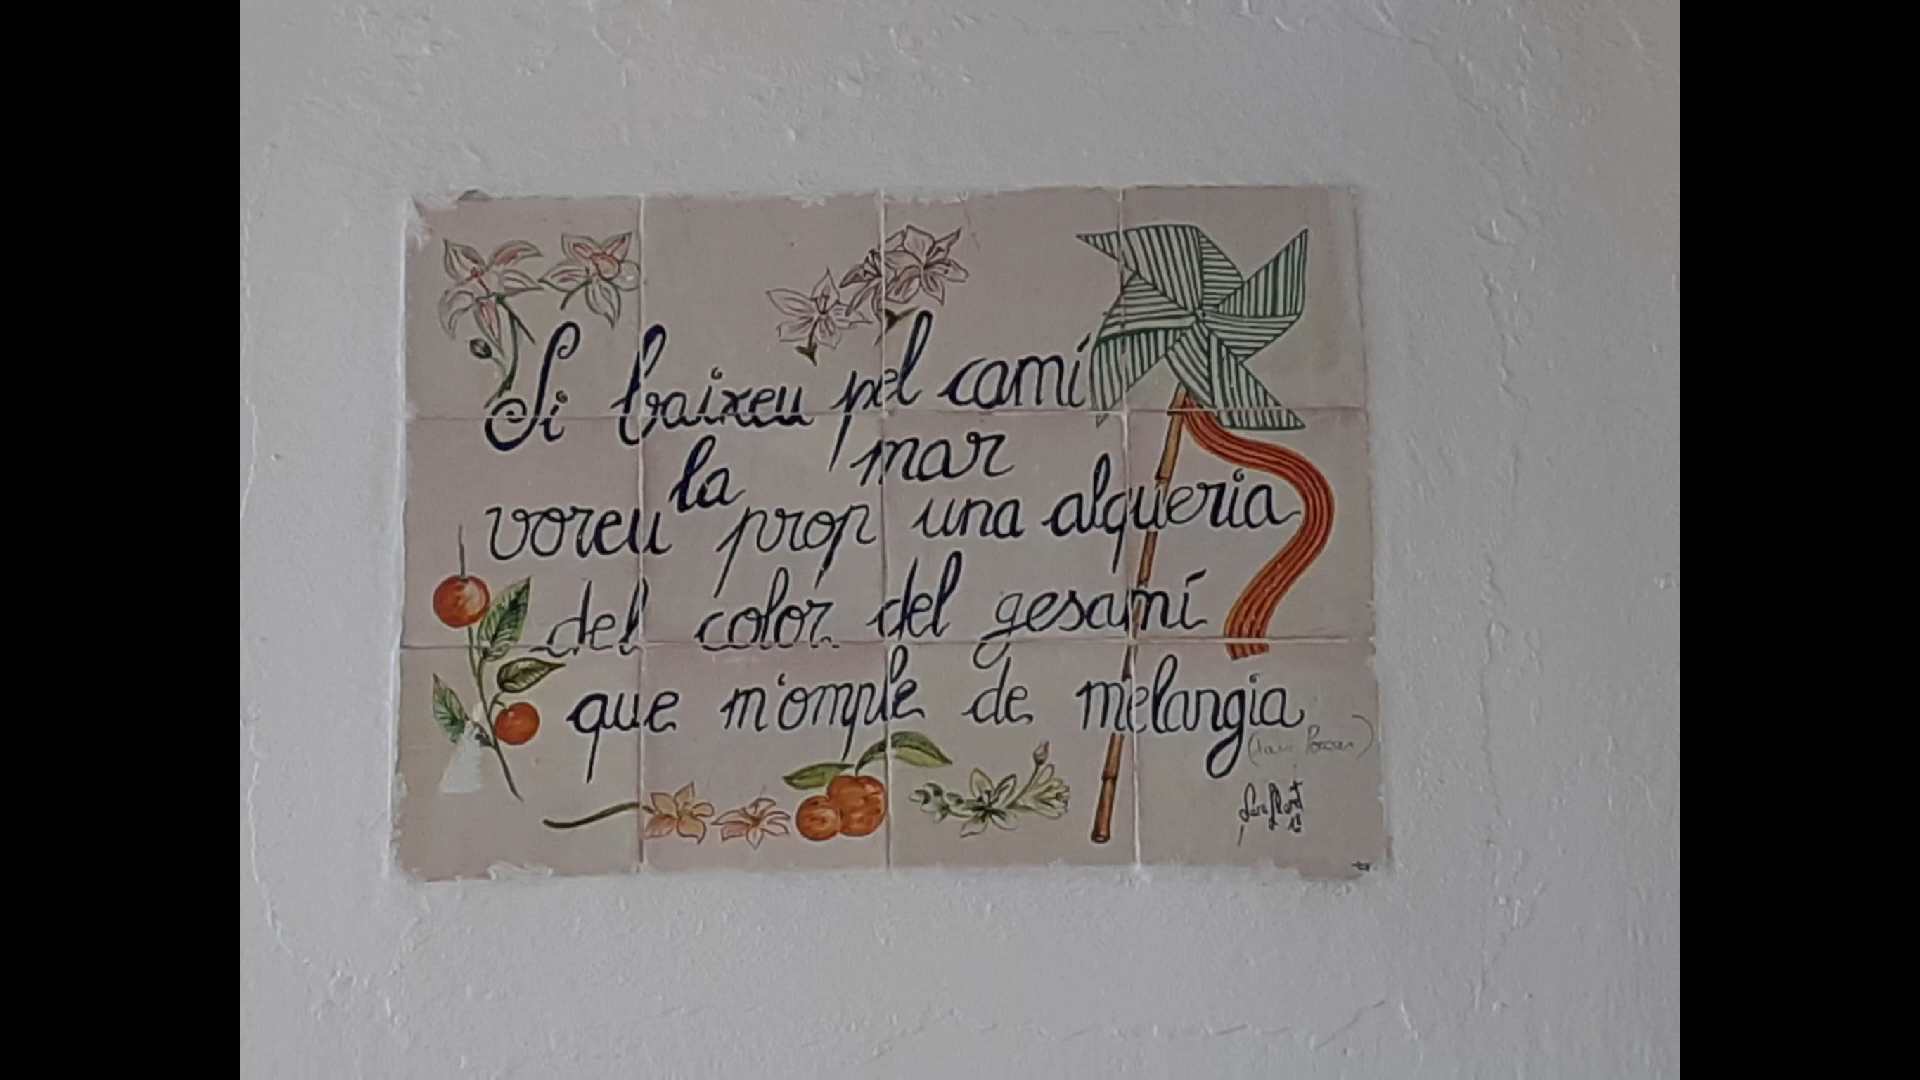 Si baixeu pel camí
la mar
voreu prop una alqueria
del color del gesamí
que m'omple de melangia